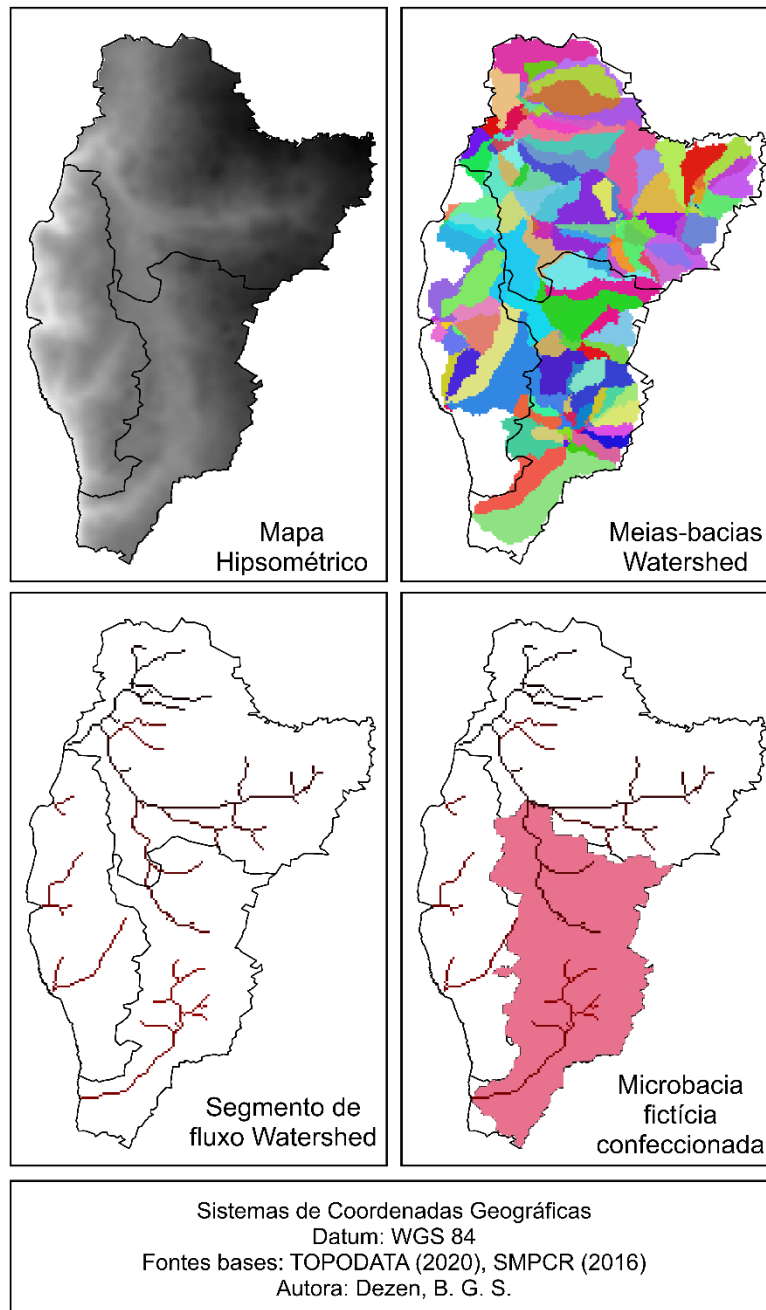 Mapa
Hipsométrico
Meias-bacias
Watershed
Segmento de
fluxo Watershed
Microbacia
fictícia
confeccionada
Sistemas de Coordenadas Geográficas
Datum: WGS 84
Fontes bases: TOPODATA (2020), SMPCR (2016)
Autora: Dezen, B. G. S.